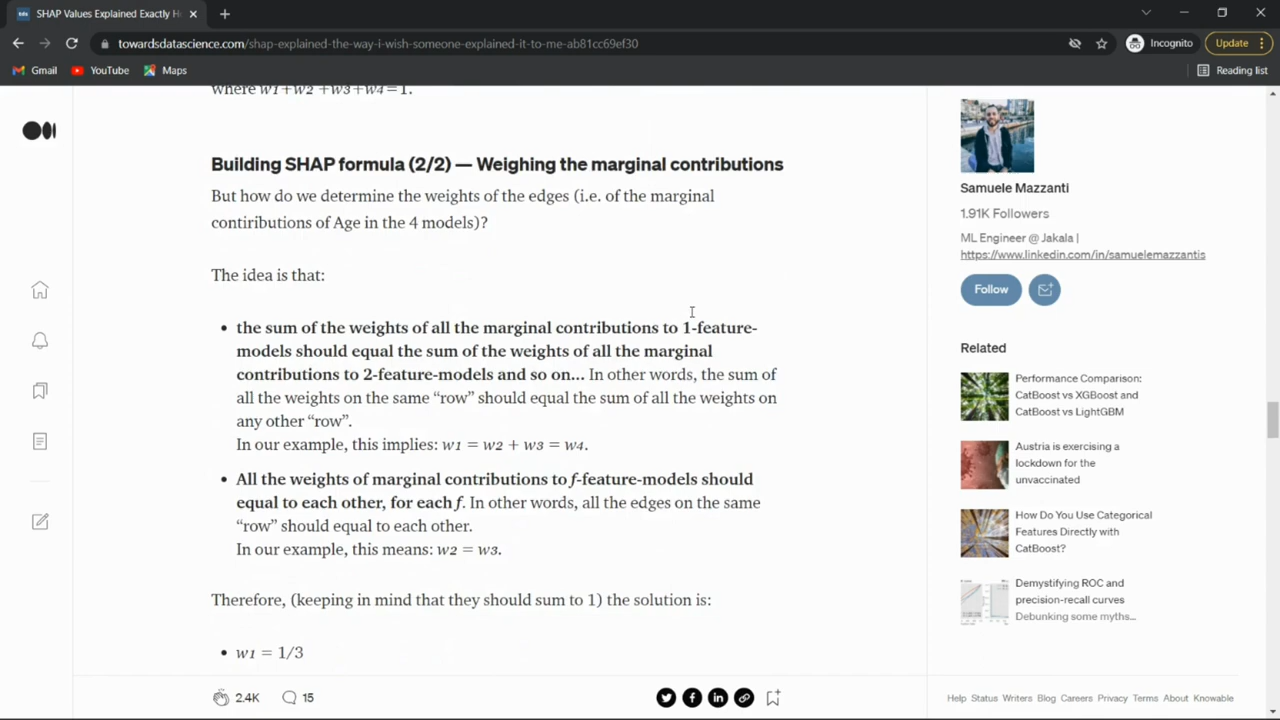 SHAP Values Explained Exactly H
towardsdatascience.com/shap-explained-the-way-i-wish-someone-explained-it-to-me-ab81cc69ef30
Incognito
Update
Gmail
YouTube
Maps
Reading list
where w1+w2 +w3+w4=1.
Building SHAP formula (2/2) — Weighing the marginal contributions
But how do we determine the weights of the edges (i.e. of the marginal
contiributions of Age in the 4 models)?
The idea is that:
• the sum of the weights of all the marginal contributions to 1-feature-
models should equal the sum of the weights of all the marginal
contributions to 2-feature-models and so on... In other words, the sum of
all the weights on the same “row” should equal the sum of all the weights on
any other “row”.
In our example, this implies: w1 = w2 + w3 = w4.
• All the weights of marginal contributions to f-feature-models should
equal to each other, for each f. In other words, all the edges on the same
“row” should equal to each other.
In our example, this means: w2 = w3.
Therefore, (keeping in mind that they should sum to 1) the solution is:
• w1 = 1/3
2.4K
15
Samuele Mazzanti
1.91K Followers
ML Engineer @ Jakala |
https://www.linkedin.com/in/samuelemazzantis
Follow
Related
Performance Comparison:
CatBoost vs XGBoost and
CatBoost vs LightGBM
Austria is exercising a
lockdown for the
unvaccinated
How Do You Use Categorical
Features Directly with
CatBoost?
Demystifying ROC and
precision-recall curves
Debunking some myths...
Help Status Writers Blog Careers Privacy Terms About Knowable